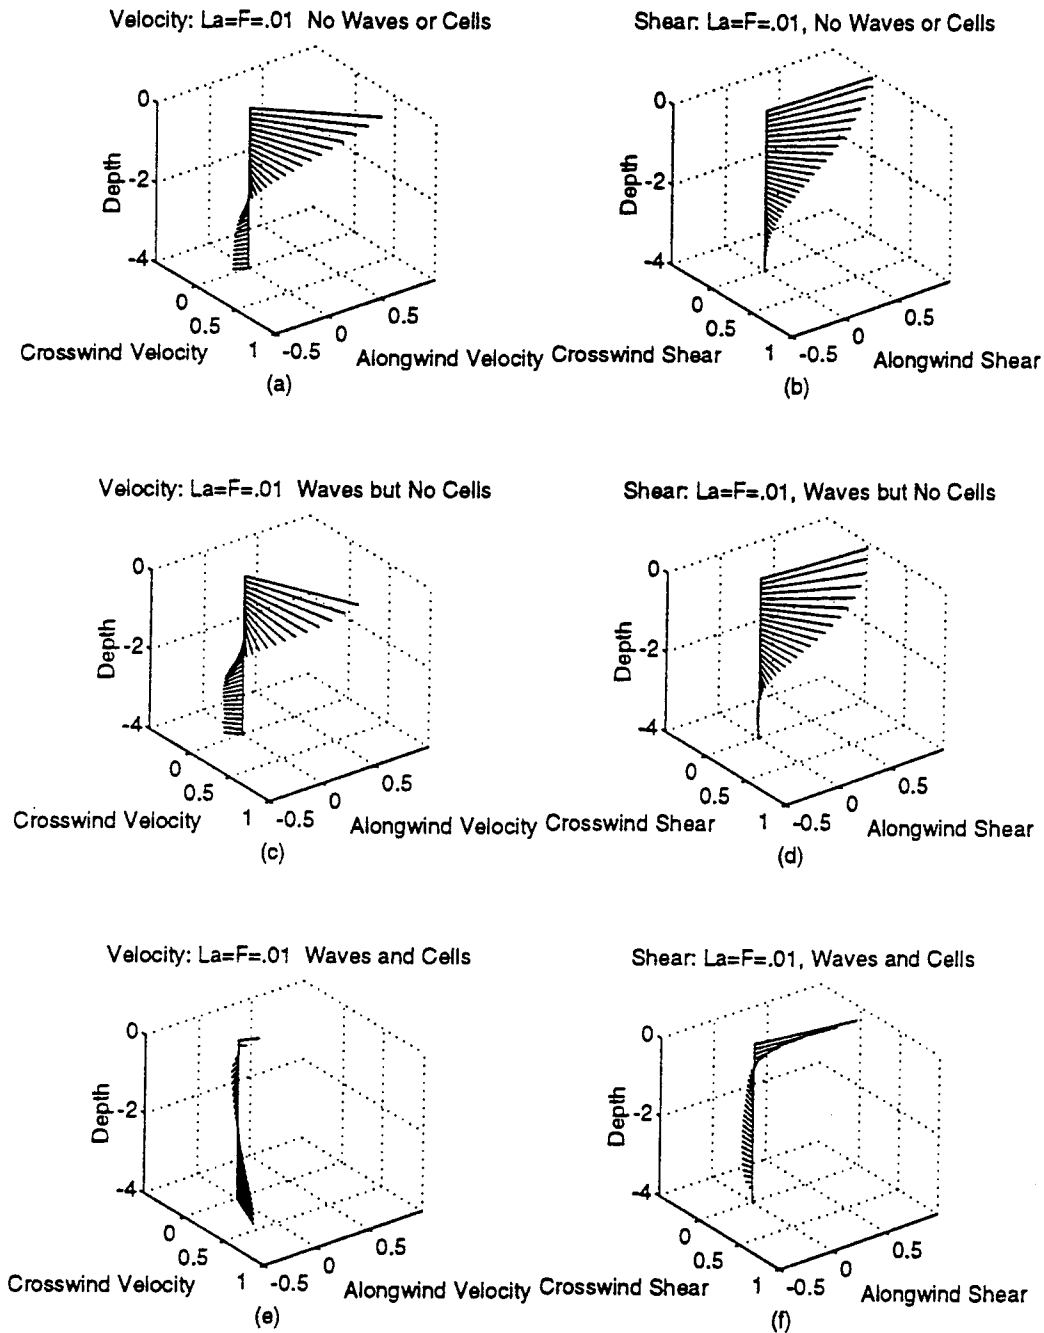 Velocity: La=F=.01 No Waves or Cells
Shear: La=F=.01, No Waves or Cells
0
-2
-4
Depth
0
0.5
1
-0.5
0
0.5
Crosswind Velocity
Alongwind Velocity
(a)
0
-2
-4
Depth
0
0.5
1
-0.5
0
0.5
Crosswind Shear
Alongwind Shear
(b)
Velocity: La=F=.01 Waves but No Cells
Shear: La=F=.01, Waves but No Cells
0
-2
-4
Depth
0
0.5
1
-0.5
0
0.5
Crosswind Velocity
Alongwind Velocity
(c)
0
-2
-4
Depth
0
0.5
1
-0.5
0
0.5
Crosswind Shear
Alongwind Shear
(d)
Velocity: La=F=.01 Waves and Cells
Shear: La=F=.01, Waves and Cells
0
-2
-4
Depth
0
0.5
1
-0.5
0
0.5
Crosswind Velocity
Alongwind Velocity
(e)
0
-2
-4
Depth
0
0.5
1
-0.5
0
0.5
Crosswind Shear
Alongwind Shear
(f)